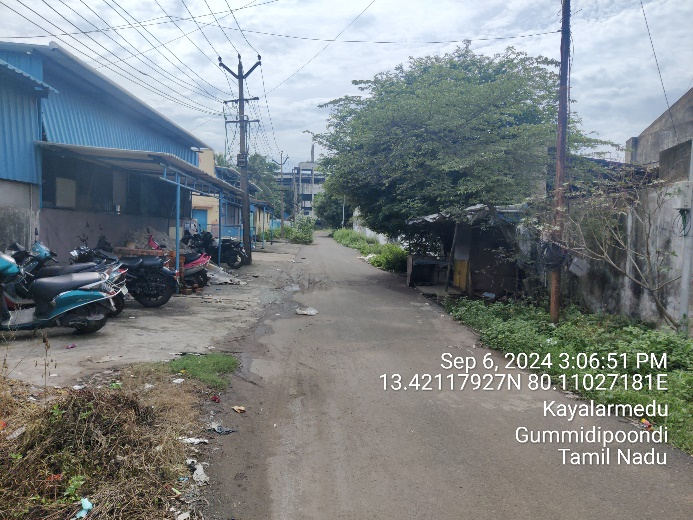 Sep 6, 2024 3:06:51 PM
13.42117927N 80.11027181E
Kayalarmedu
Gummidipoondi
Tamil Nadu